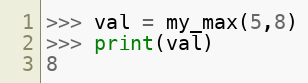 1 >>> val = my_max(5,8)
2 >>> print(val)
3 8